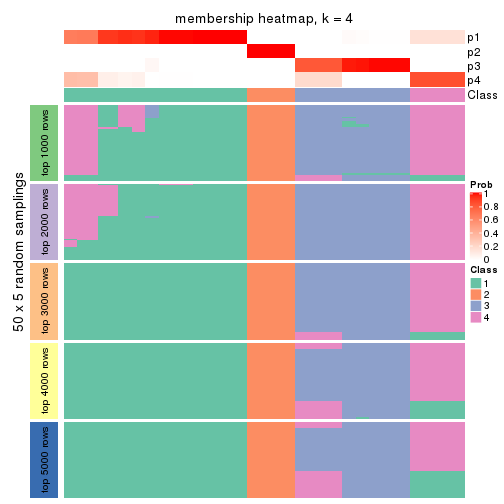 membership heatmap, k = 4
p1
p2
p3
p4
Class
50 x 5 random samplings
top 1000 rows
top 2000 rows
top 3000 rows
top 4000 rows
top 5000 rows
Prob
1
0.8
0.6
0.4
0.2
0
Class
1
2
3
4